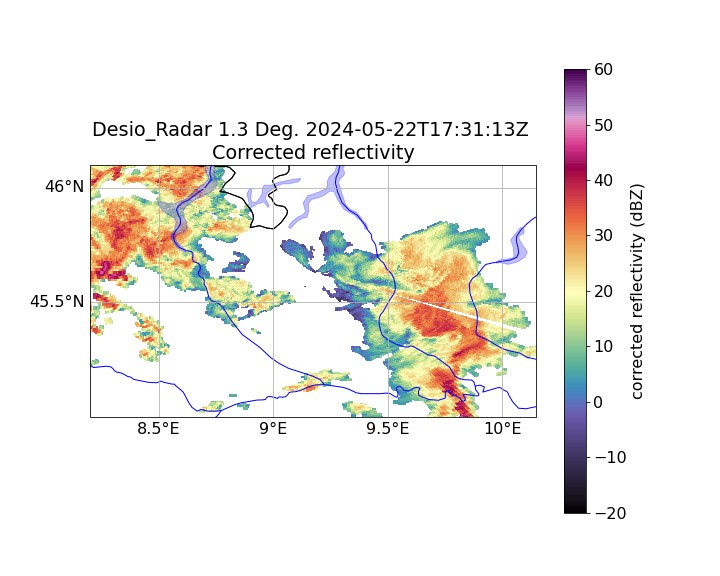 Desio_Radar 1.3 Deg. 2024-05-22T17:31:13Z
Corrected reflectivity
46°N
45.5°N
8.5°E
9°E
9.5°E
10°E
60
50
40
30
20
10
0
−10
−20
corrected reflectivity (dBZ)